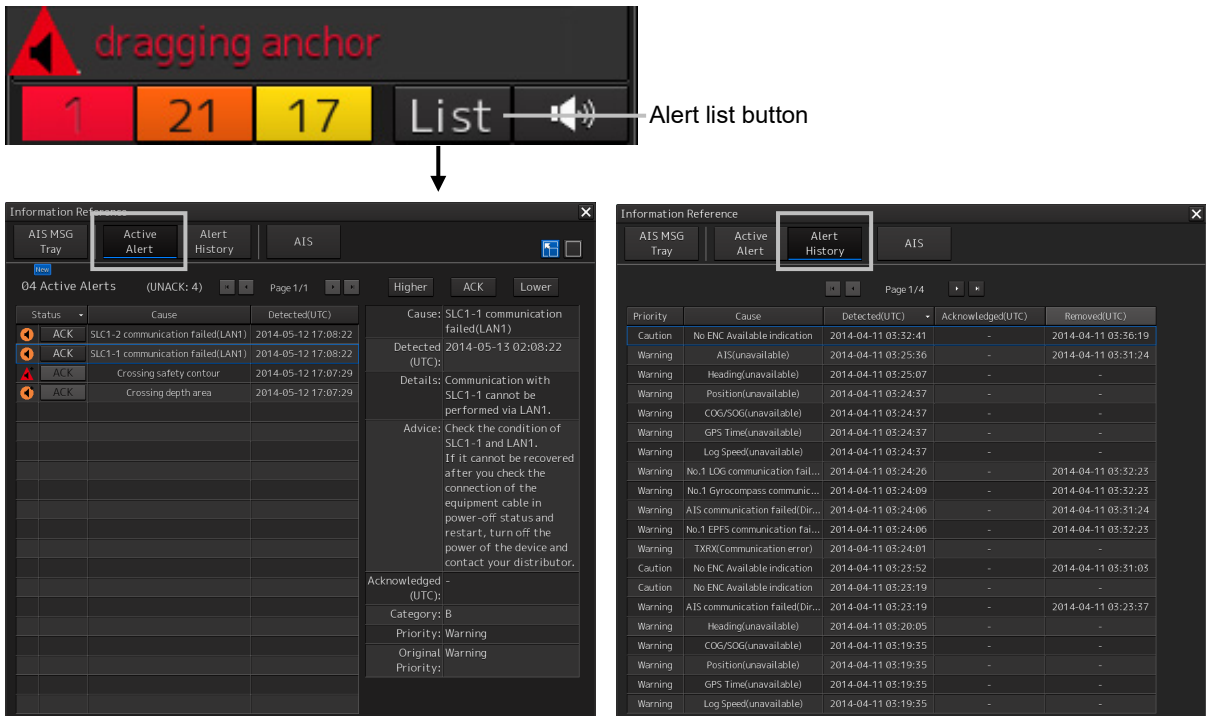 dragging anchor
1 21 17 List
Alert list button
Information Reference
AIS MSG Tray Active Alert Alert History AIS
New
04 Active Alerts (UNACK: 4) Page 1/1 Higher ACK Lower
Status Cause Detected(UTC)
ACK SLC1-2 communication failed(LAN1) 2014-05-12 17:08:22
ACK SLC1-1 communication failed(LAN1) 2014-05-12 17:08:22
ACK Crossing safety contour 2014-05-12 17:07:29
ACK Crossing depth area 2014-05-12 17:07:29
Cause: SLC1-1 communication
failed(LAN1)
Detected (UTC): 2014-05-13 02:08:22
Details: Communication with
SLC1-1 cannot be
performed via LAN1.
Advice: Check the condition of
SLC1-1 and LAN1.
If it cannot be recovered
after you check the
connection of the
equipment cable in
power-off status and
restart, turn off the
power of the device and
contact your distributor.
Acknowledged (UTC): -
Category: B
Priority: Warning
Original Priority: Warning
Information Reference
AIS MSG Tray Active Alert Alert History AIS
Page 1/4
Priority Cause Detected(UTC) Acknowledged(UTC) Removed(UTC)
Caution No ENC Available indication 2014-04-11 03:32:41 - 2014-04-11 03:36:19
Warning AIS(unavailable) 2014-04-11 03:25:36 - 2014-04-11 03:31:24
Warning Heading(unavailable) 2014-04-11 03:25:07 - -
Warning Position(unavailable) 2014-04-11 03:24:37 - -
Warning COG/SOG(unavailable) 2014-04-11 03:24:37 - -
Warning GPS Time(unavailable) 2014-04-11 03:24:37 - -
Warning Log Speed(unavailable) 2014-04-11 03:24:37 - -
Warning No.1 LOG communication fail... 2014-04-11 03:24:26 - 2014-04-11 03:32:23
Warning No.1 Gyrocompass communic... 2014-04-11 03:24:09 - 2014-04-11 03:32:23
Warning AIS communication failed(Dir... 2014-04-11 03:24:06 - 2014-04-11 03:31:24
Warning No.1 EPFS communication fai... 2014-04-11 03:24:06 - 2014-04-11 03:32:23
Warning TXRX(Communication error) 2014-04-11 03:24:01 - -
Caution No ENC Available indication 2014-04-11 03:23:52 - 2014-04-11 03:31:03
Caution No ENC Available indication 2014-04-11 03:23:19 - -
Warning AIS communication failed(Dir... 2014-04-11 03:23:19 - 2014-04-11 03:23:37
Warning Heading(unavailable) 2014-04-11 03:20:05 - -
Warning COG/SOG(unavailable) 2014-04-11 03:19:35 - -
Warning Position(unavailable) 2014-04-11 03:19:35 - -
Warning GPS Time(unavailable) 2014-04-11 03:19:35 - -
Warning Log Speed(unavailable) 2014-04-11 03:19:35 - -